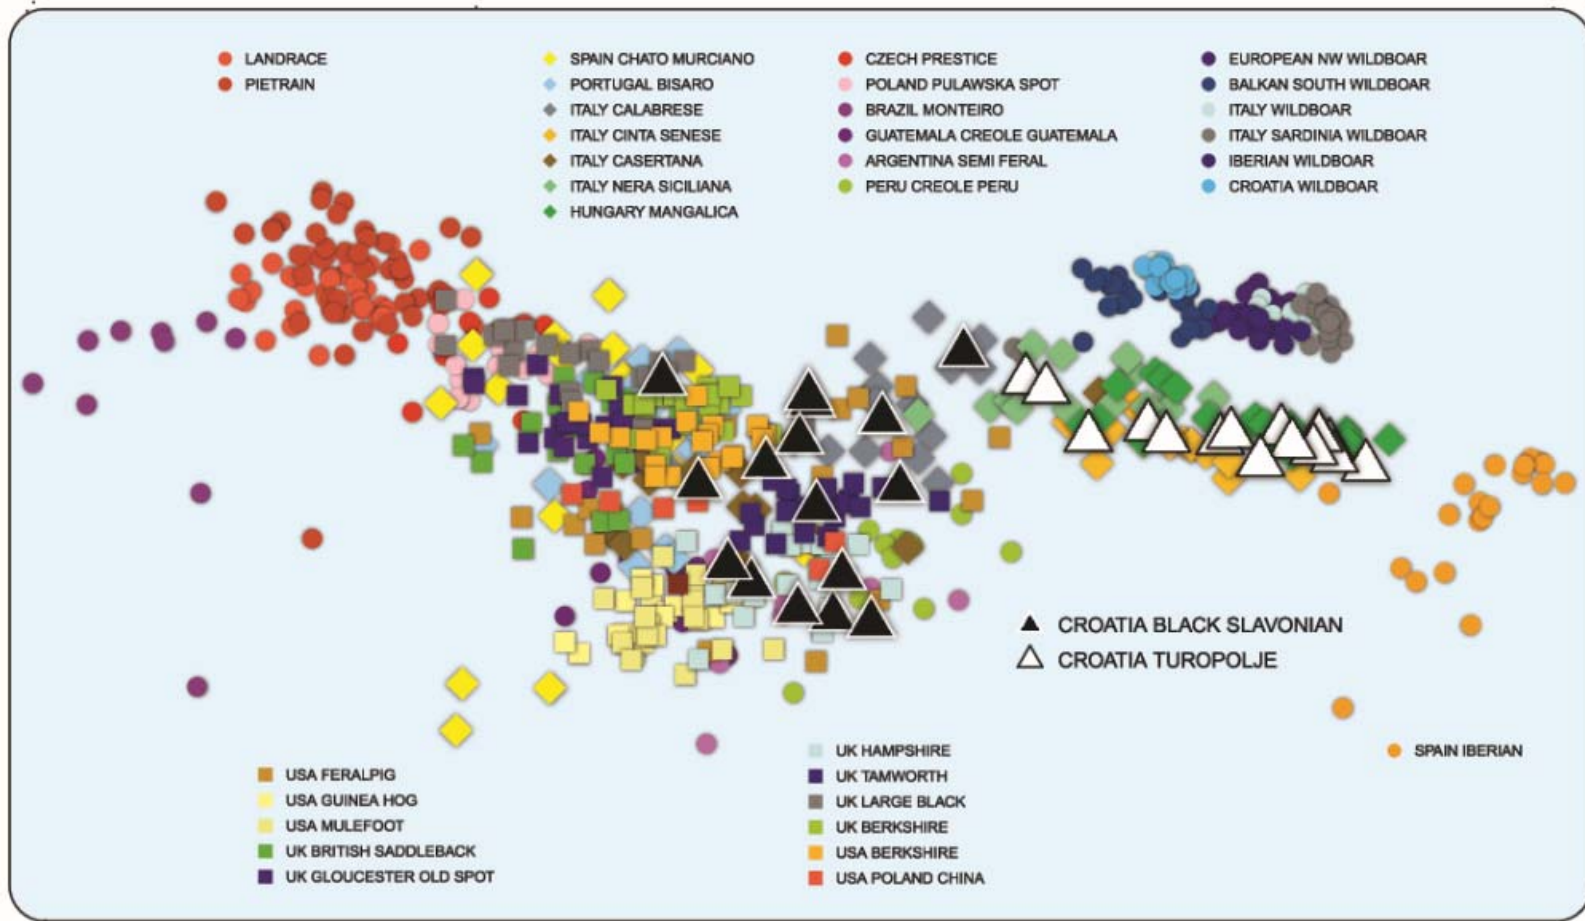 LANDRACE
PIETRAIN
SPAIN CHATO MURCIANO
PORTUGAL BISARO
ITALY CALABRESE
ITALY CINTA SENESE
ITALY CASERTANA
ITALY NERA SICILIANA
HUNGARY MANGALICA
CZECH PRESTICE
POLAND PULAWSKA SPOT
BRAZIL MONTEIRO
GUATEMALA CREOLE GUATEMALA
ARGENTINA SEMI FERAL
PERU CREOLE PERU
EUROPEAN NW WILDBOAR
BALKAN SOUTH WILDBOAR
ITALY WILDBOAR
ITALY SARDINIA WILDBOAR
IBERIAN WILDBOAR
CROATIA WILDBOAR
CROATIA BLACK SLAVONIAN
CROATIA TUROPOLJE
USA FERALPIG
USA GUINEA HOG
USA MULEFOOT
UK BRITISH SADDLEBACK
UK GLOUCESTER OLD SPOT
UK HAMPSHIRE
UK TAMWORTH
UK LARGE BLACK
UK BERKSHIRE
USA BERKSHIRE
USA POLAND CHINA
SPAIN IBERIAN